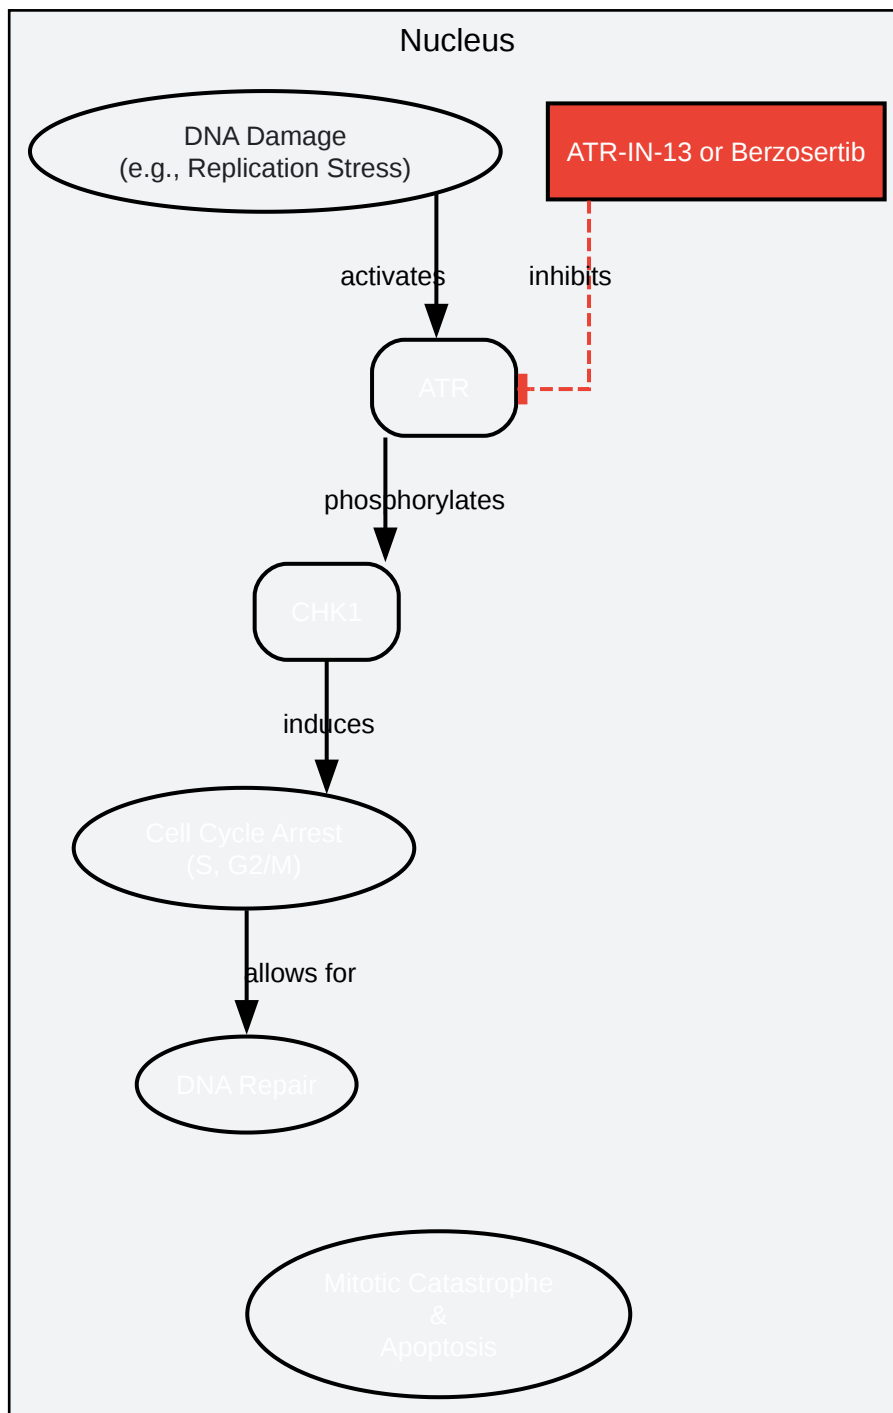 Nucleus
DNA Damage
(e.g., Replication Stress)
ATR-IN-13 or Berzosertib
activates
inhibits
ATR
phosphorylates
CHK1
induces
Cell Cycle Arrest
(S, G2/M)
allows for
DNA Repair
Mitotic Catastrophe
&
Apoptosis